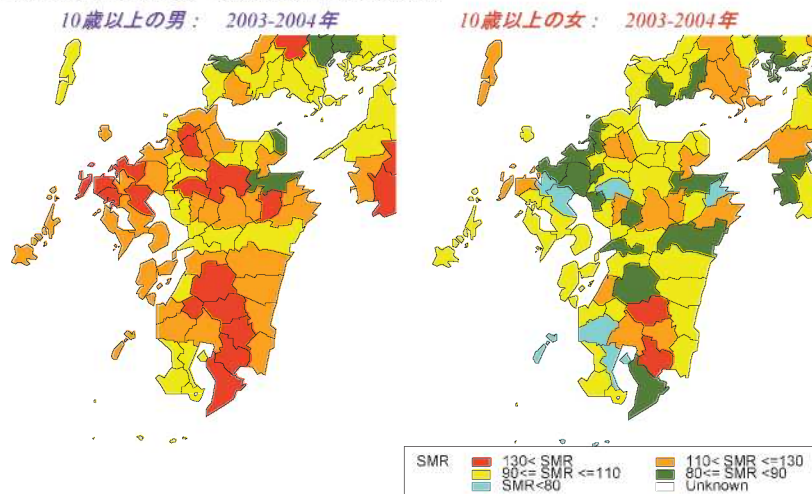 10歳以上の男： 2003-2004年
10歳以上の女： 2003-2004年
SMR
130< SMR
110< SMR <=130
90<= SMR <=110
80<= SMR <90
SMR<80
Unknown